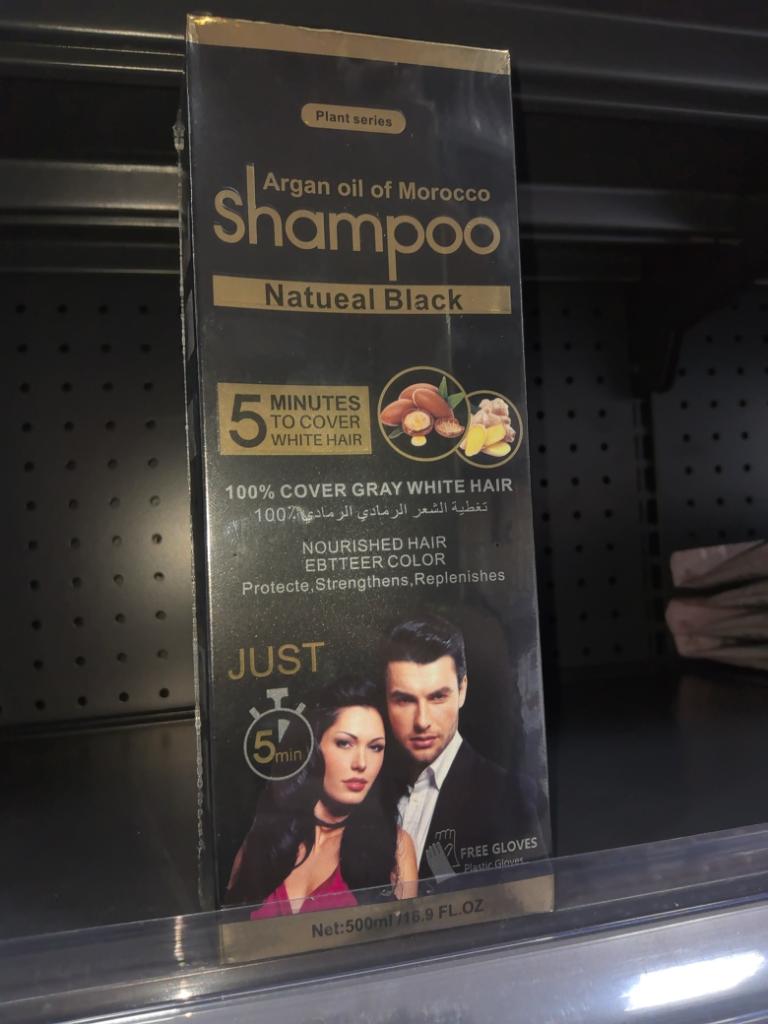 Plant series
Argan oil of Morocco
shampoo
Natueal Black
5 MINUTES
TO COVER
WHITE HAIR
100% COVER GRAY WHITE HAIR
تغطية الشعر الرمادي الرمادي 100٪
NOURISHED HAIR
EBTTEER COLOR
Protecte,Strengthens,Replenishes
JUST
5min
FREE GLOVES
Plastic Gloves
Net:500ml /16.9 FL.OZ